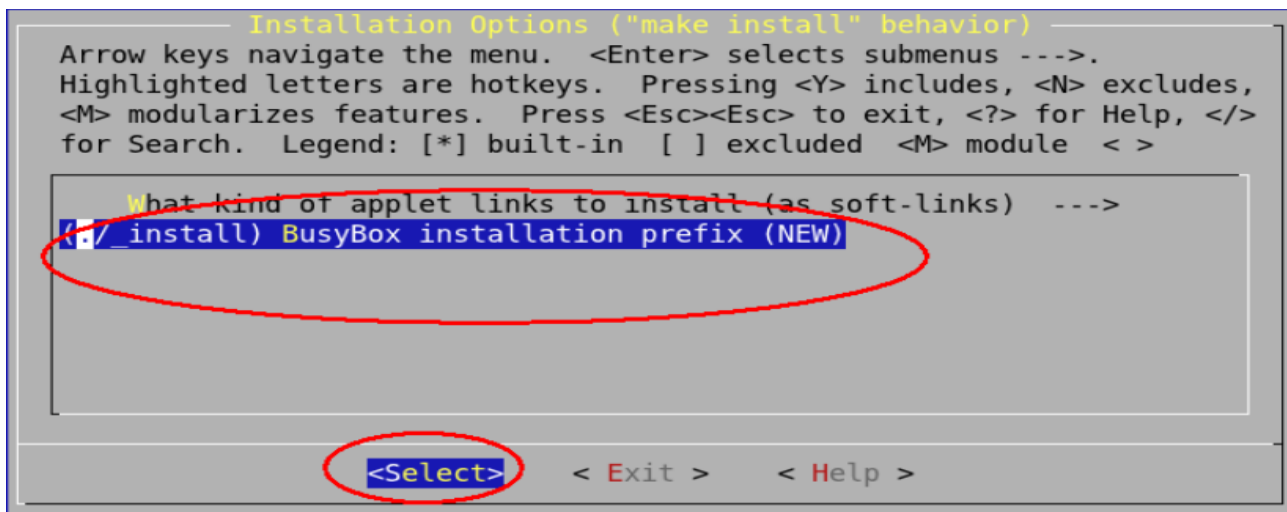 Installation Options ("make install" behavior)
Arrow keys navigate the menu.  <Enter> selects submenus --->.
Highlighted letters are hotkeys.  Pressing <Y> includes, <N> excludes,
<M> modularizes features.  Press <Esc><Esc> to exit, <?> for Help, </>
for Search.  Legend: [*] built-in  [ ] excluded  <M> module  < >
What kind of applet links to install (as soft-links)  --->
(./_install) BusyBox installation prefix (NEW)
<Select>    < Exit >    < Help >